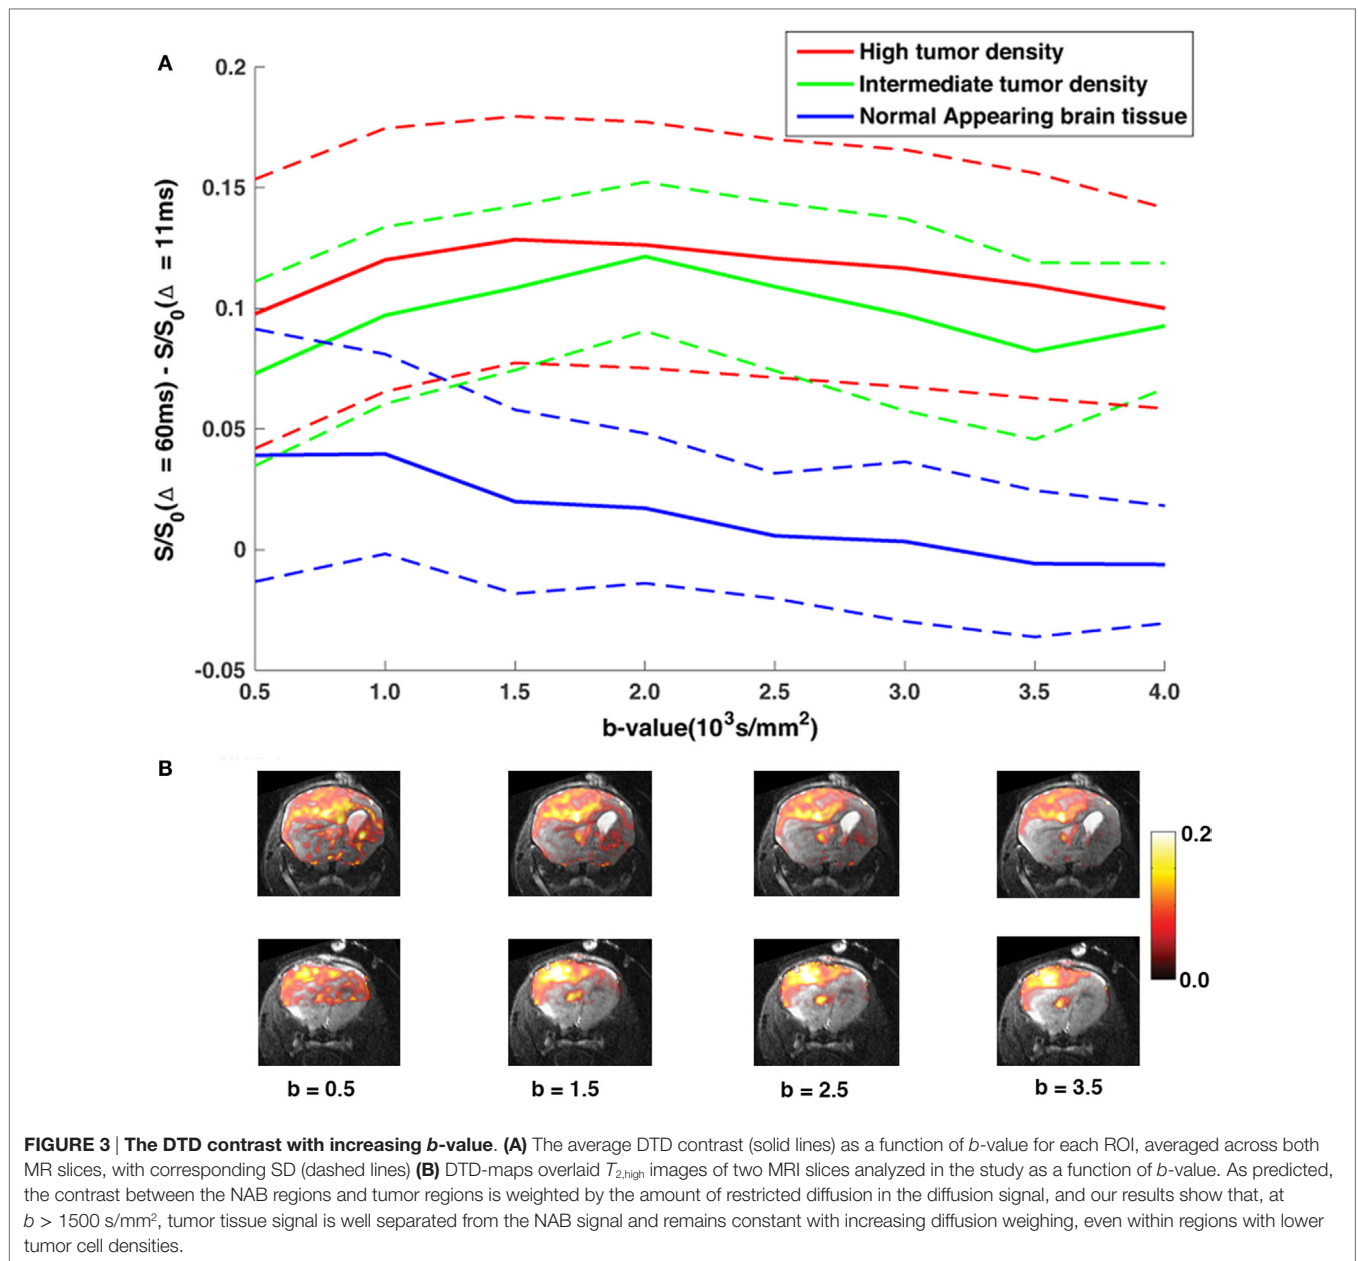 A
High tumor density
Intermediate tumor density
Normal Appearing brain tissue
0.2
0.15
0.1
0.05
0
-0.05
S/S0(Δ = 60ms) - S/S0(Δ = 11ms)
0.5 1.0 1.5 2.0 2.5 3.0 3.5 4.0
b-value(10³s/mm²)
B
0.2
0.0
b = 0.5 b = 1.5 b = 2.5 b = 3.5
FIGURE 3 | The DTD contrast with increasing b-value. (A) The average DTD contrast (solid lines) as a function of b-value for each ROI, averaged across both
MR slices, with corresponding SD (dashed lines) (B) DTD-maps overlaid T2,high images of two MRI slices analyzed in the study as a function of b-value. As predicted,
the contrast between the NAB regions and tumor regions is weighted by the amount of restricted diffusion in the diffusion signal, and our results show that, at
b > 1500 s/mm², tumor tissue signal is well separated from the NAB signal and remains constant with increasing diffusion weighing, even within regions with lower
tumor cell densities.